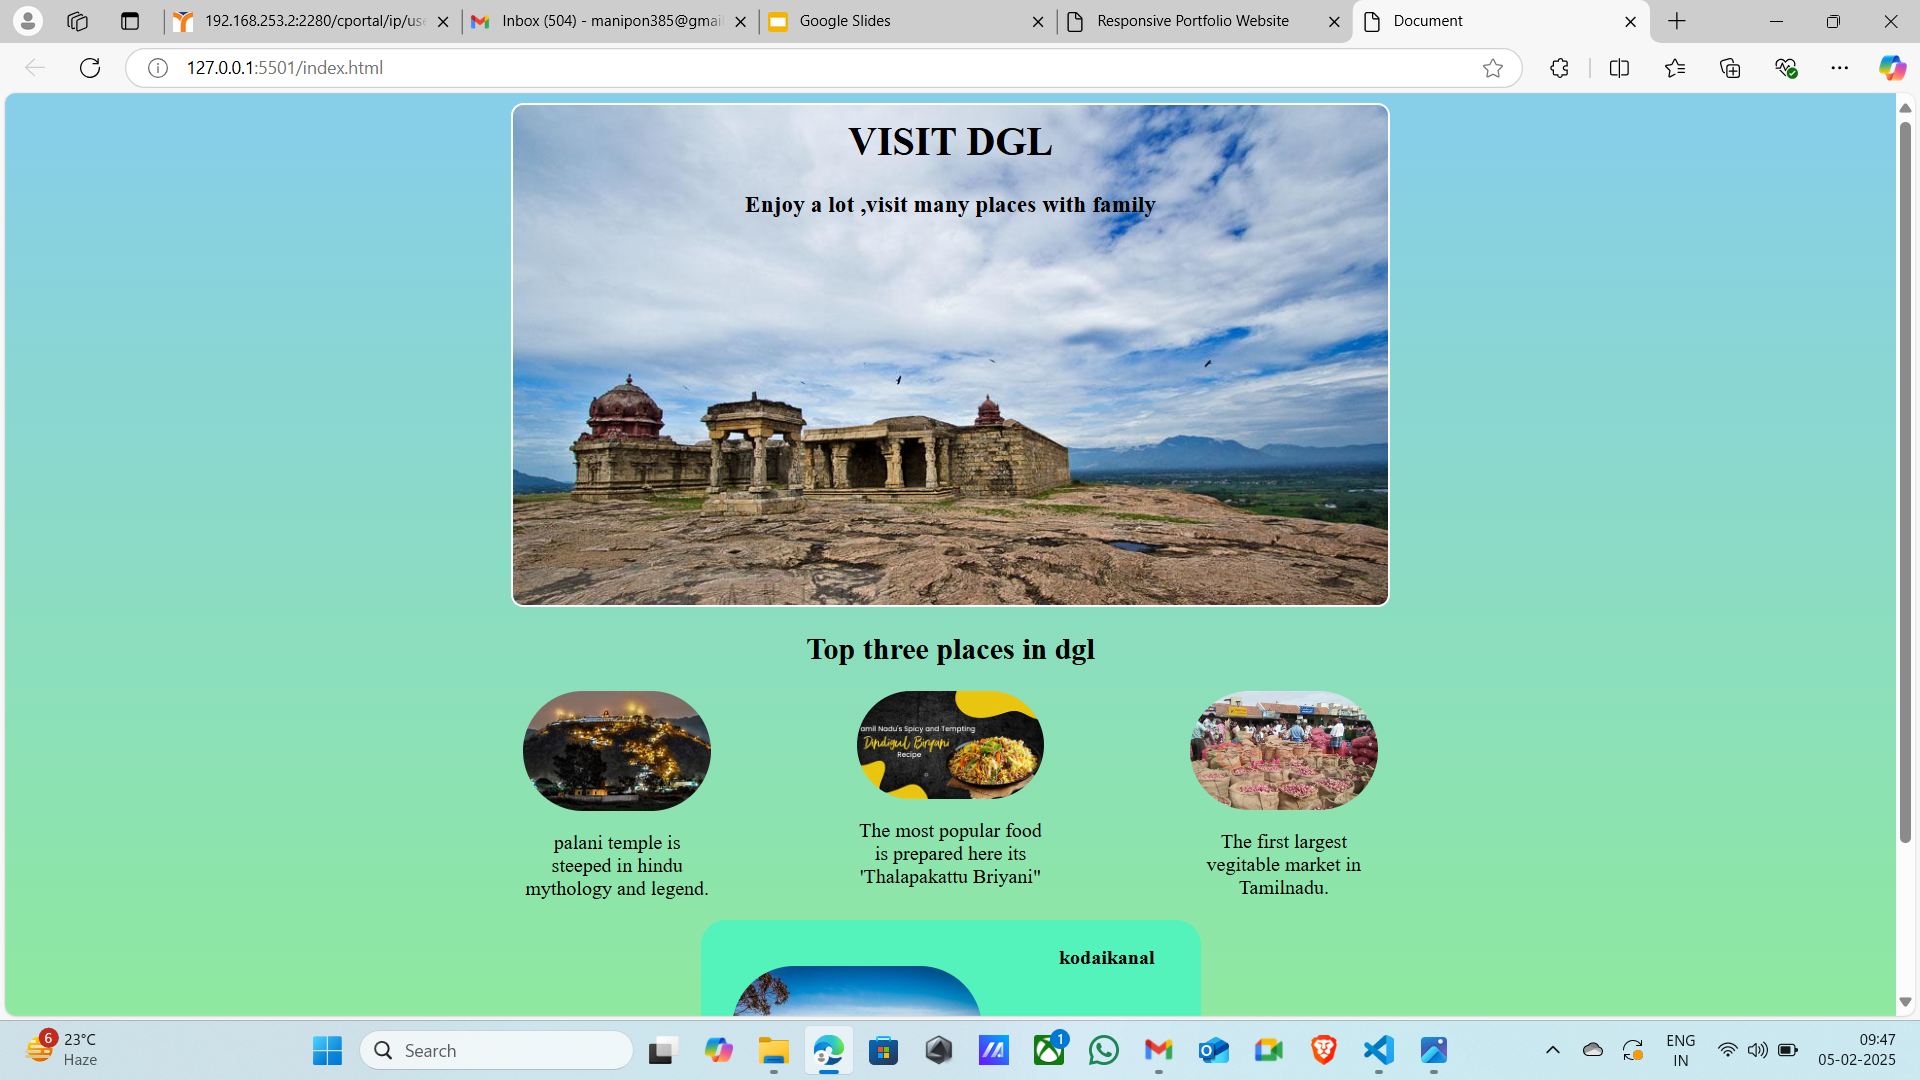 192.168.253.2:2280/cportal/ip/use
Inbox (504) - manipon385@gmail
Google Slides
Responsive Portfolio Website
Document
127.0.0.1:5501/index.html
VISIT DGL
Enjoy a lot ,visit many places with family
Top three places in dgl
amil Nadu's Spicy and Tempting
Dindigul Biryani
Recipe
palani temple is
steeped in hindu
mythology and legend.
The most popular food
is prepared here its
'Thalapakattu Briyani"
The first largest
vegitable market in
Tamilnadu.
kodaikanal
6
23°C
Haze
Search
1
ENG
IN
09:47
05-02-2025